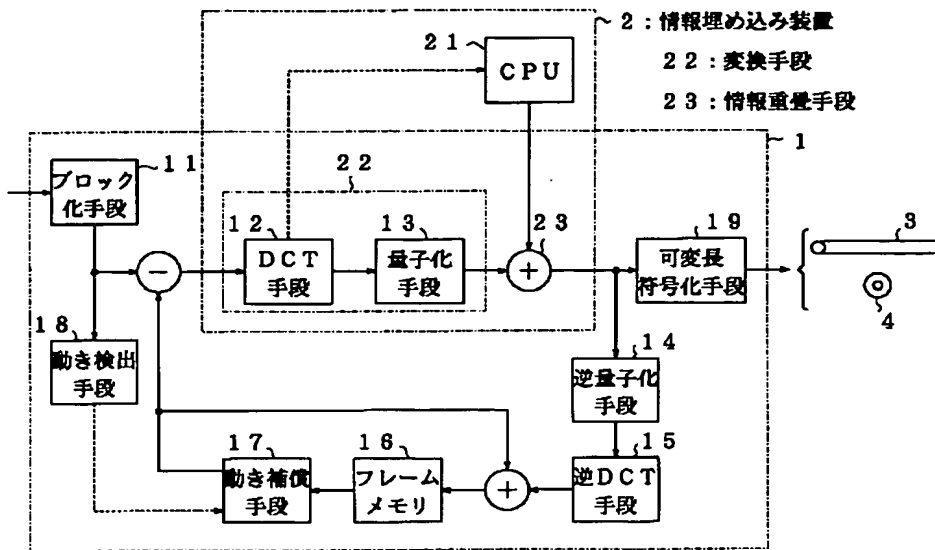 2：情報埋め込み装置
21
CPU
22：変換手段
23：情報重畳手段
1
11
ブロック
化手段
22
12
DCT
手段
13
量子化
手段
23
19
可変長
符号化手段
3
4
−
+
18
動き検出
手段
14
逆量子化
手段
17
動き補償
手段
16
フレーム
メモリ
+
15
逆DCT
手段